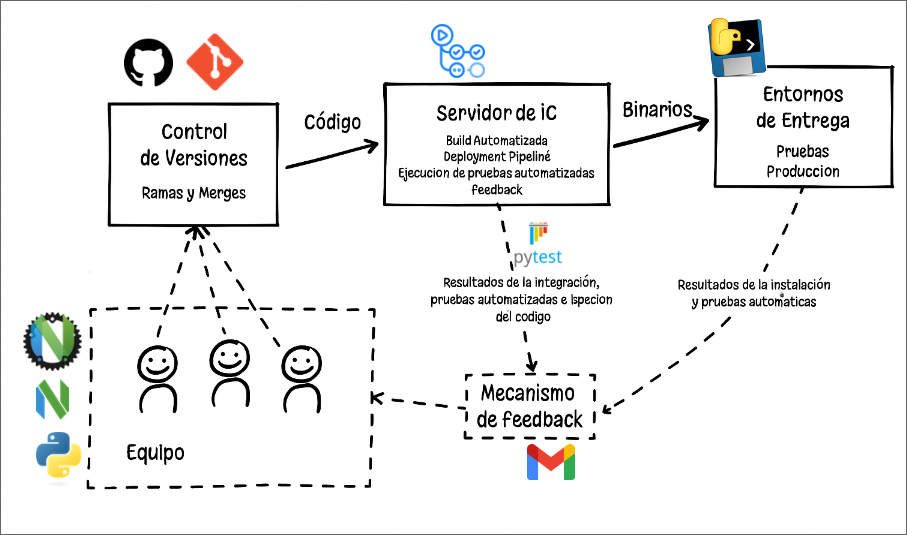 Control
de Versiones
Ramas y Merges
Código
Servidor de iC
Build Automatizada
Deployment Pipeliné
Ejecucion de pruebas automatizadas
feedback
Binarios
Entornos
de Entrega
Pruebas
Produccion
pytest
Resultados de la integración,
pruebas automatizadas e Ispecion
del codigo
Resultados de la instalación
y pruebas automaticas
Mecanismo
de feedback
Equipo